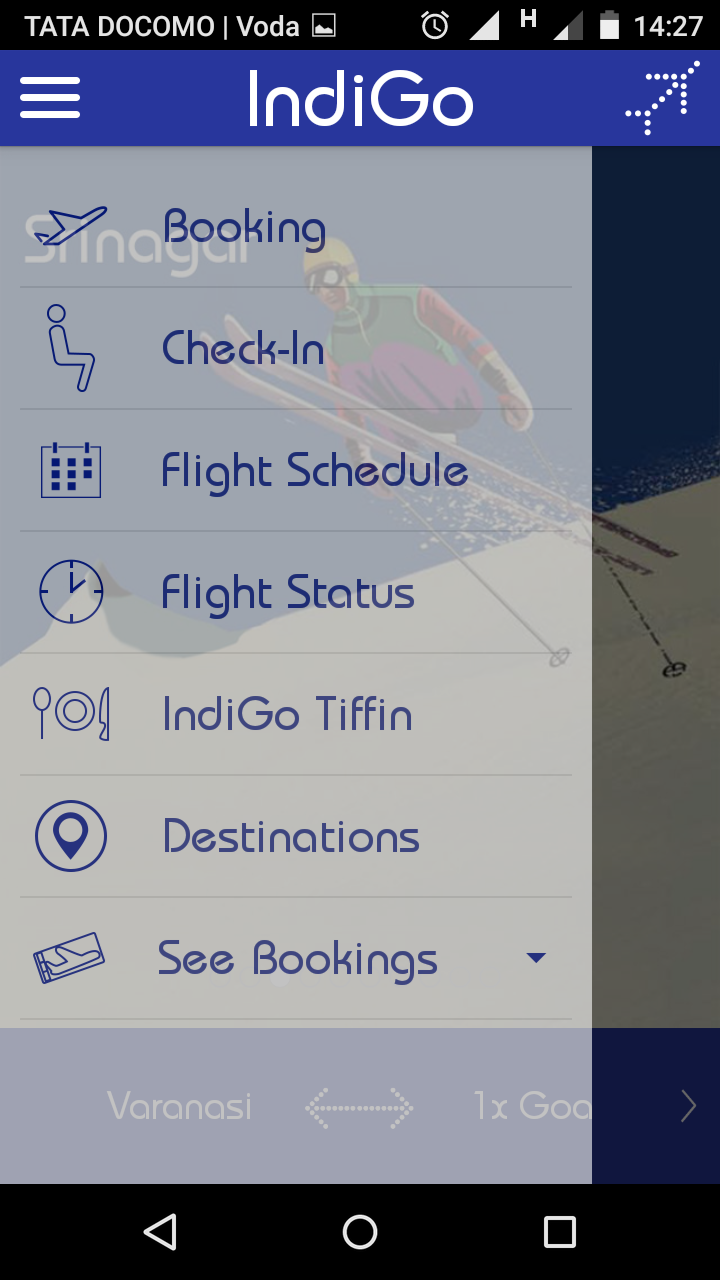 TATA DOCOMO | Voda H 14:27
IndiGo
Srinagar
Booking
Check-In
Flight Schedule
Flight Status
IndiGo Tiffin
Destinations
See Bookings
Varanasi 1x Goa